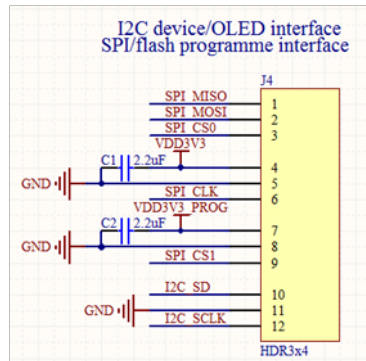 I2C device/OLED interface
SPI/flash programme interface
J4
SPI_MISO 1
SPI_MOSI 2
SPI_CS0 3
VDD3V3
C1 2.2uF 4
GND 5
SPI_CLK 6
VDD3V3_PROG
C2 2.2uF 7
GND 8
SPI_CS1 9
I2C_SD 10
GND 11
I2C_SCLK 12
HDR3x4